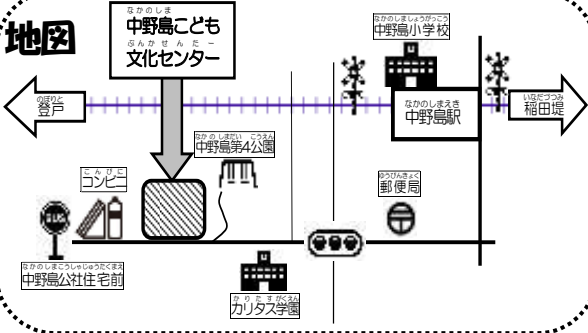 地図
なかのしま
中野島こども
ぶんかせんたー
文化センター
なかのしましょうがっこう
中野島小学校
のぼりと
登戸
なかのしまえき
中野島駅
いなだづつみ
稲田堤
なかのしまだい こうえん
中野島第4公園
こんびに
コンビニ
ゆうびんきょく
郵便局
なかのしまこうしゃじゅうたくまえ
中野島公社住宅前
かりたすがくえん
カリタス学園